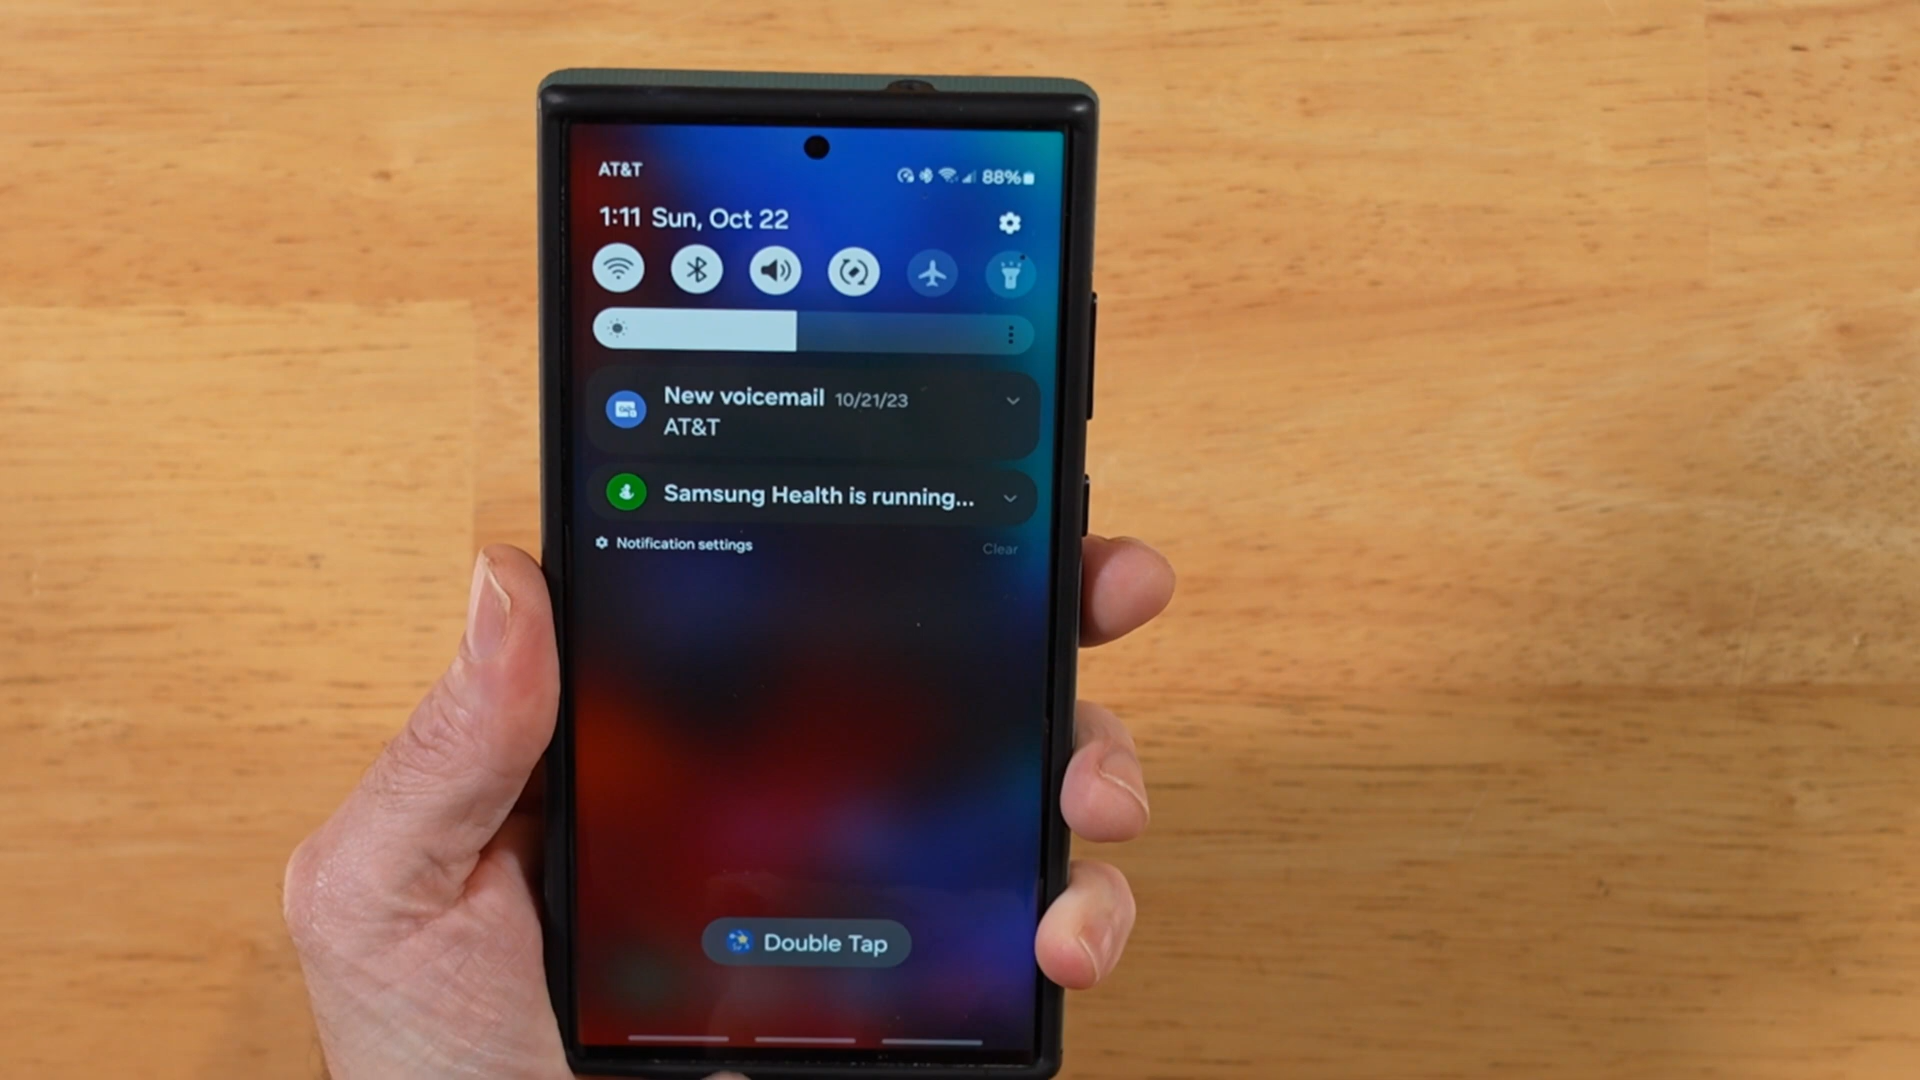 AT&T
88%
1:11 Sun, Oct 22
New voicemail 10/21/23
AT&T
Samsung Health is running...
Notification settings
Clear
Double Tap